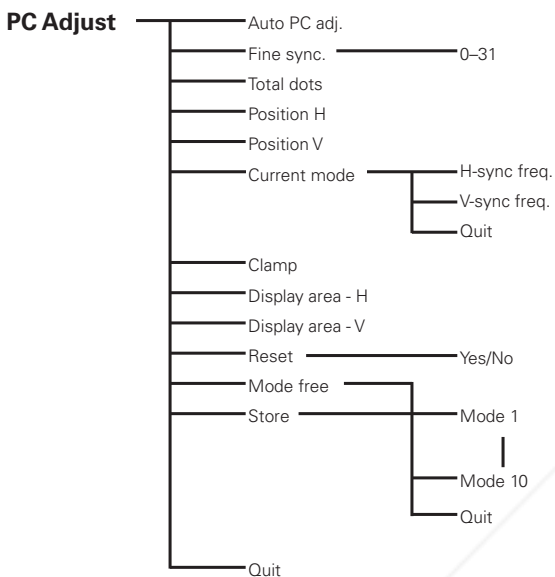 PC Adjust
Auto PC adj.
Fine sync.
0–31
Total dots
Position H
Position V
Current mode
H-sync freq.
V-sync freq.
Quit
Clamp
Display area - H
Display area - V
Reset
Yes/No
Mode free
Store
Mode 1
Mode 10
Quit
Quit